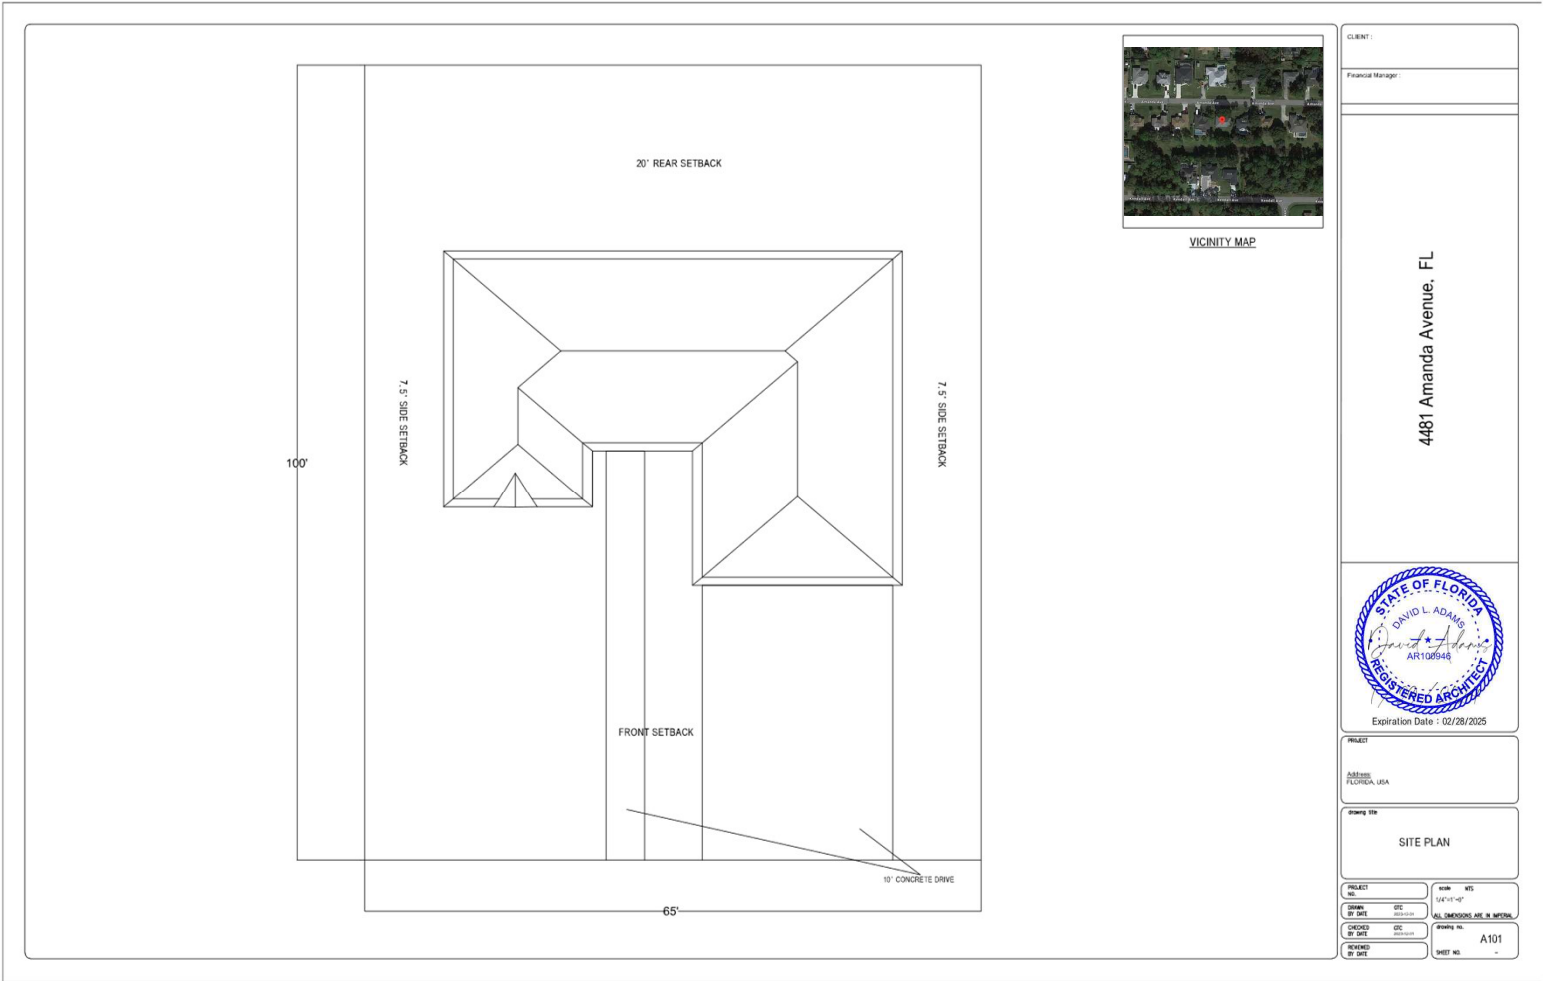 20' REAR SETBACK
7.5' SIDE SETBACK
7.5' SIDE SETBACK
100'
FRONT SETBACK
10' CONCRETE DRIVE
65'
VICINITY MAP
CLIENT :
Financial Manager :
4481 Amanda Avenue, FL
STATE OF FLORIDA
DAVID L. ADAMS
David Adams
AR100946
REGISTERED ARCHITECT
Expiration Date : 02/28/2025
PROJECT
Address:
FLORIDA, USA
drawing title
SITE PLAN
PROJECT
NO.
scale NTS
1/4"=1'-0"
ALL DIMENSIONS ARE IN IMPERIAL
DRAWN
BY DATE
CHECKED
BY DATE
REVIEWED
BY DATE
drawing no.
A101
SHEET NO. -